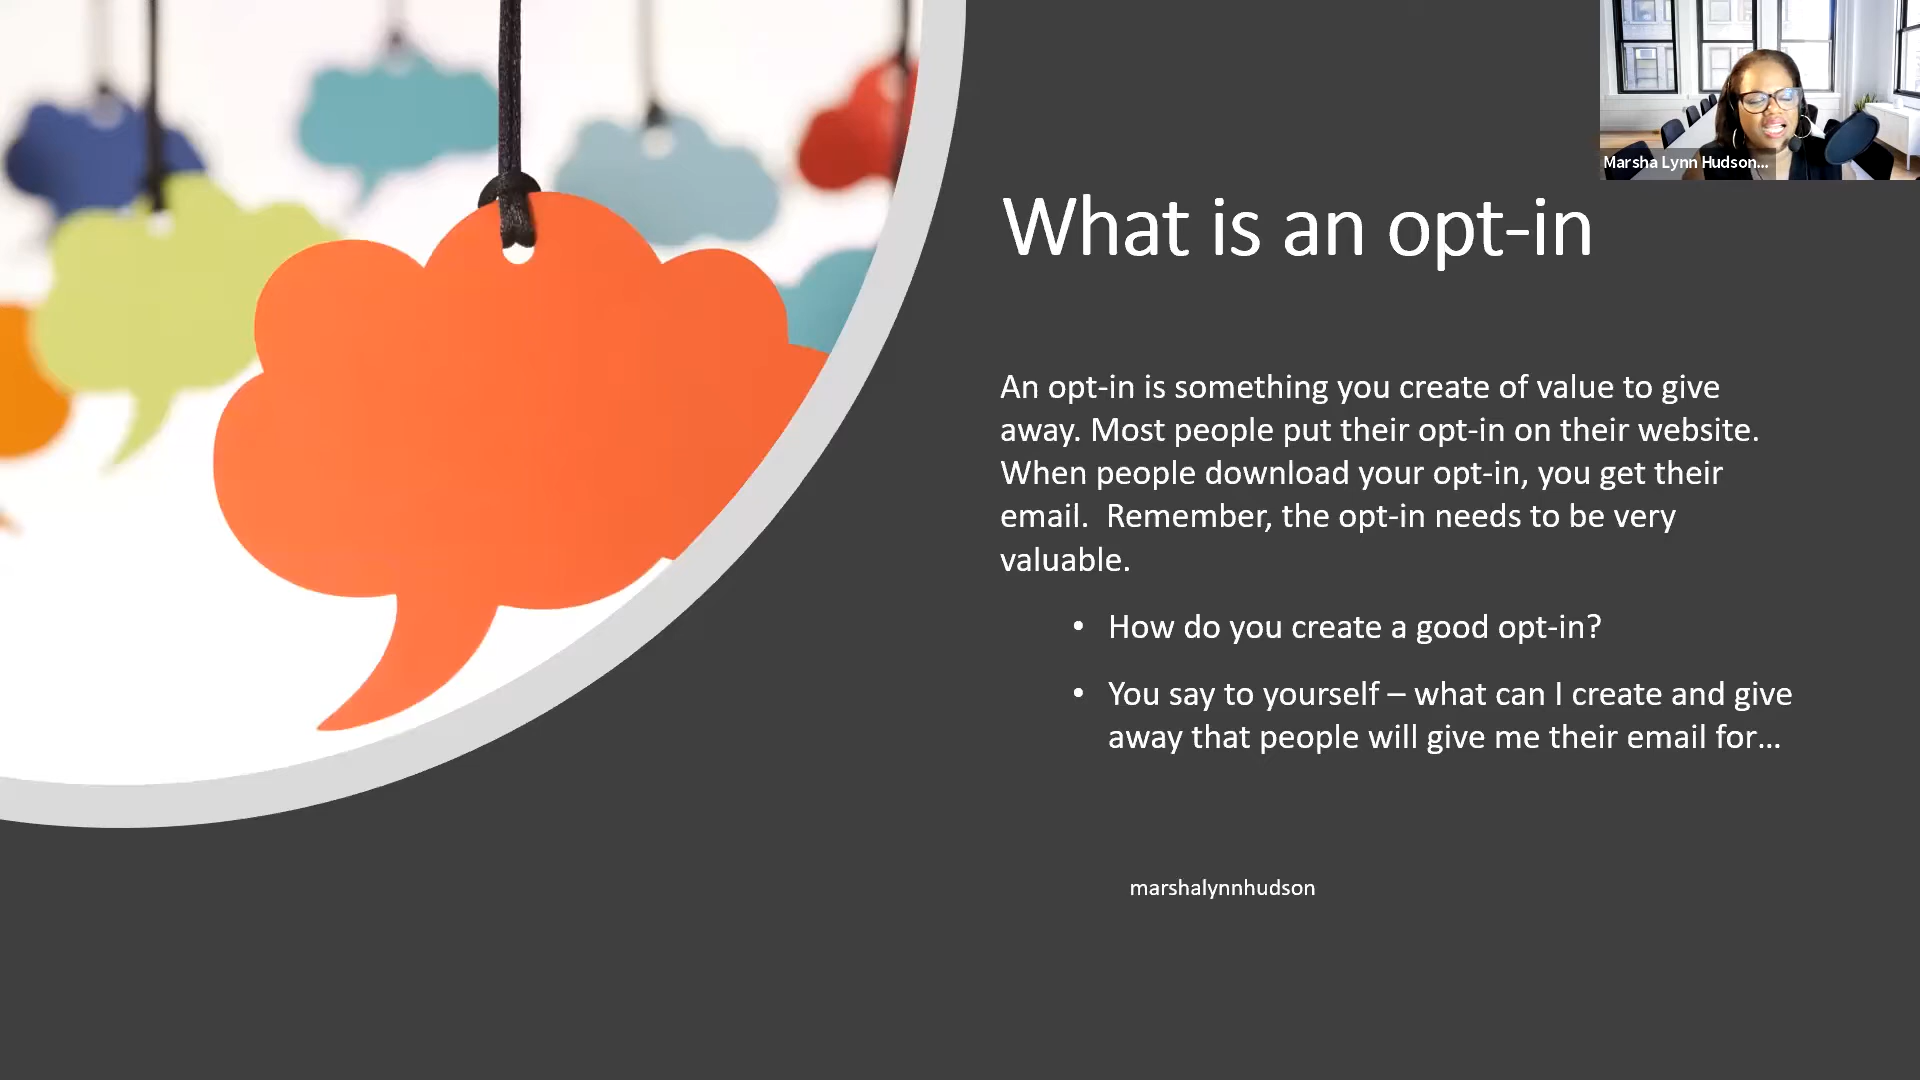 Marsha Lynn Hudson...
What is an opt-in
An opt-in is something you create of value to give
away. Most people put their opt-in on their website.
When people download your opt-in, you get their
email.  Remember, the opt-in needs to be very
valuable.
• How do you create a good opt-in?
• You say to yourself – what can I create and give
away that people will give me their email for…
marshalynnhudson